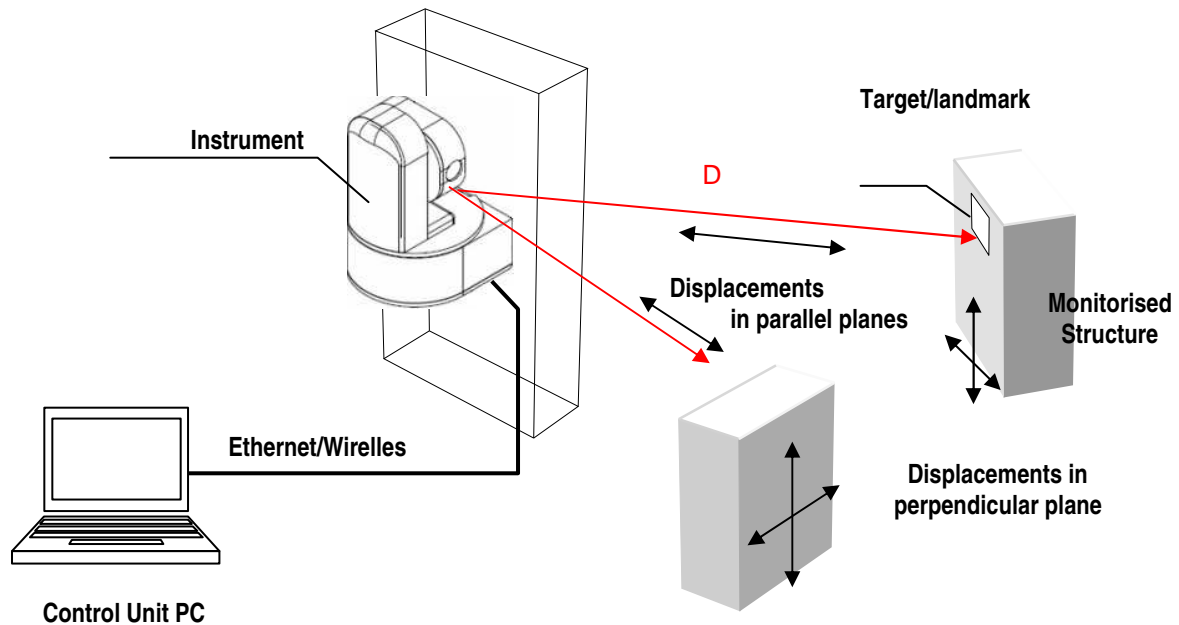 Target/landmark
Instrument
D
Displacements
in parallel planes
Monitorised
Structure
Ethernet/Wirelles
Displacements in
perpendicular plane
Control Unit PC